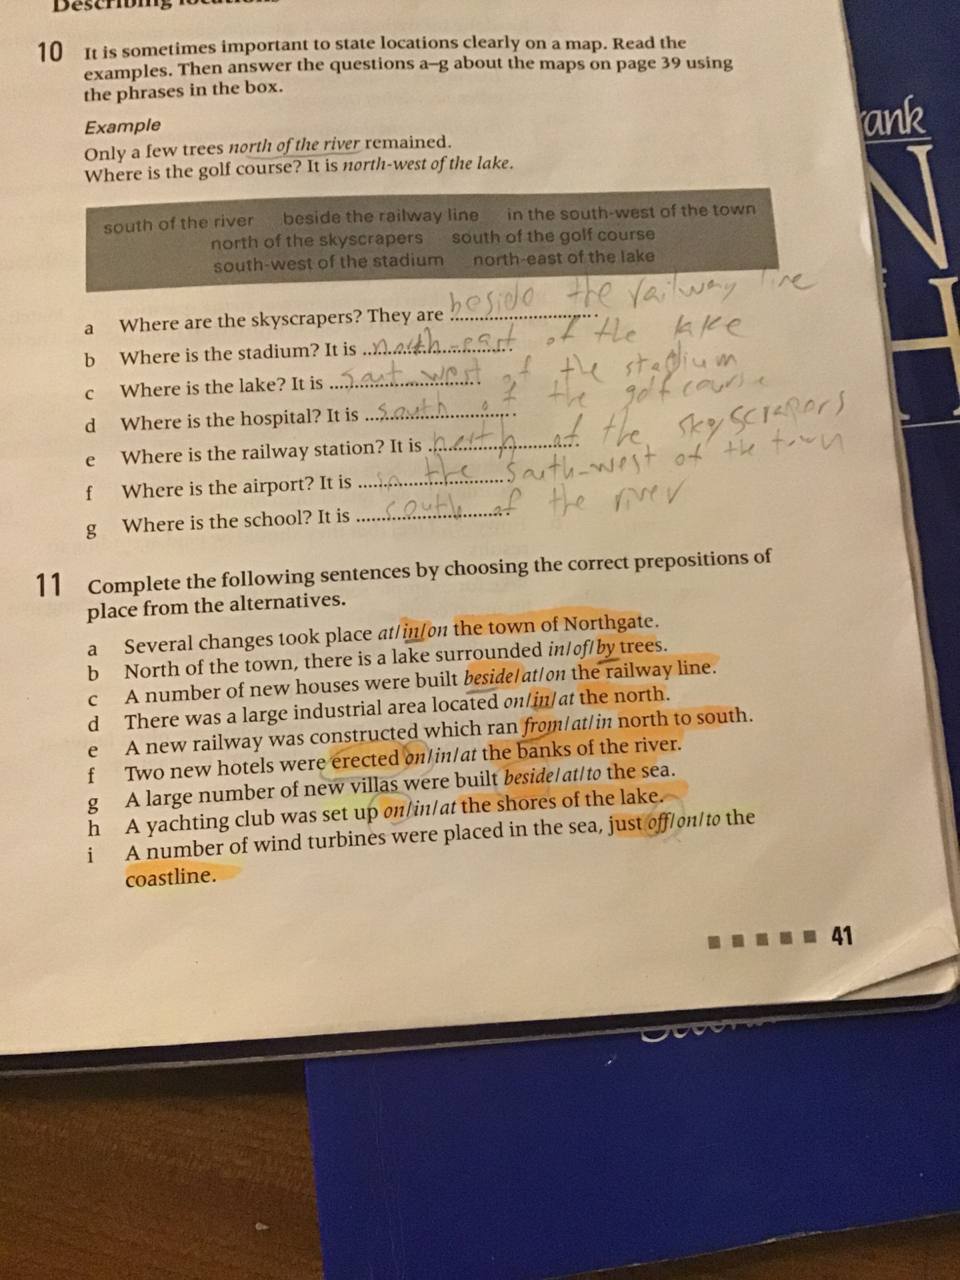 Describing locations
10 It is sometimes important to state locations clearly on a map. Read the
examples. Then answer the questions a–g about the maps on page 39 using
the phrases in the box.
Example
Only a few trees north of the river remained.
Where is the golf course? It is north-west of the lake.
south of the river beside the railway line in the south-west of the town
north of the skyscrapers south of the golf course
south-west of the stadium north-east of the lake
a Where are the skyscrapers? They are beside the railway line
b Where is the stadium? It is north-east of the lake
c Where is the lake? It is sout west of the stadium
d Where is the hospital? It is south of the golf course
e Where is the railway station? It is north of the skyscrapers
f Where is the airport? It is in the south-west of the town
g Where is the school? It is south of the river
11 Complete the following sentences by choosing the correct prepositions of
place from the alternatives.
a Several changes took place at/in/on the town of Northgate.
b North of the town, there is a lake surrounded in/of/by trees.
c A number of new houses were built beside/at/on the railway line.
d There was a large industrial area located on/in/at the north.
e A new railway was constructed which ran from/at/in north to south.
f Two new hotels were erected on/in/at the banks of the river.
g A large number of new villas were built beside/at/to the sea.
h A yachting club was set up on/in/at the shores of the lake.
i A number of wind turbines were placed in the sea, just off/on/to the
coastline.
41